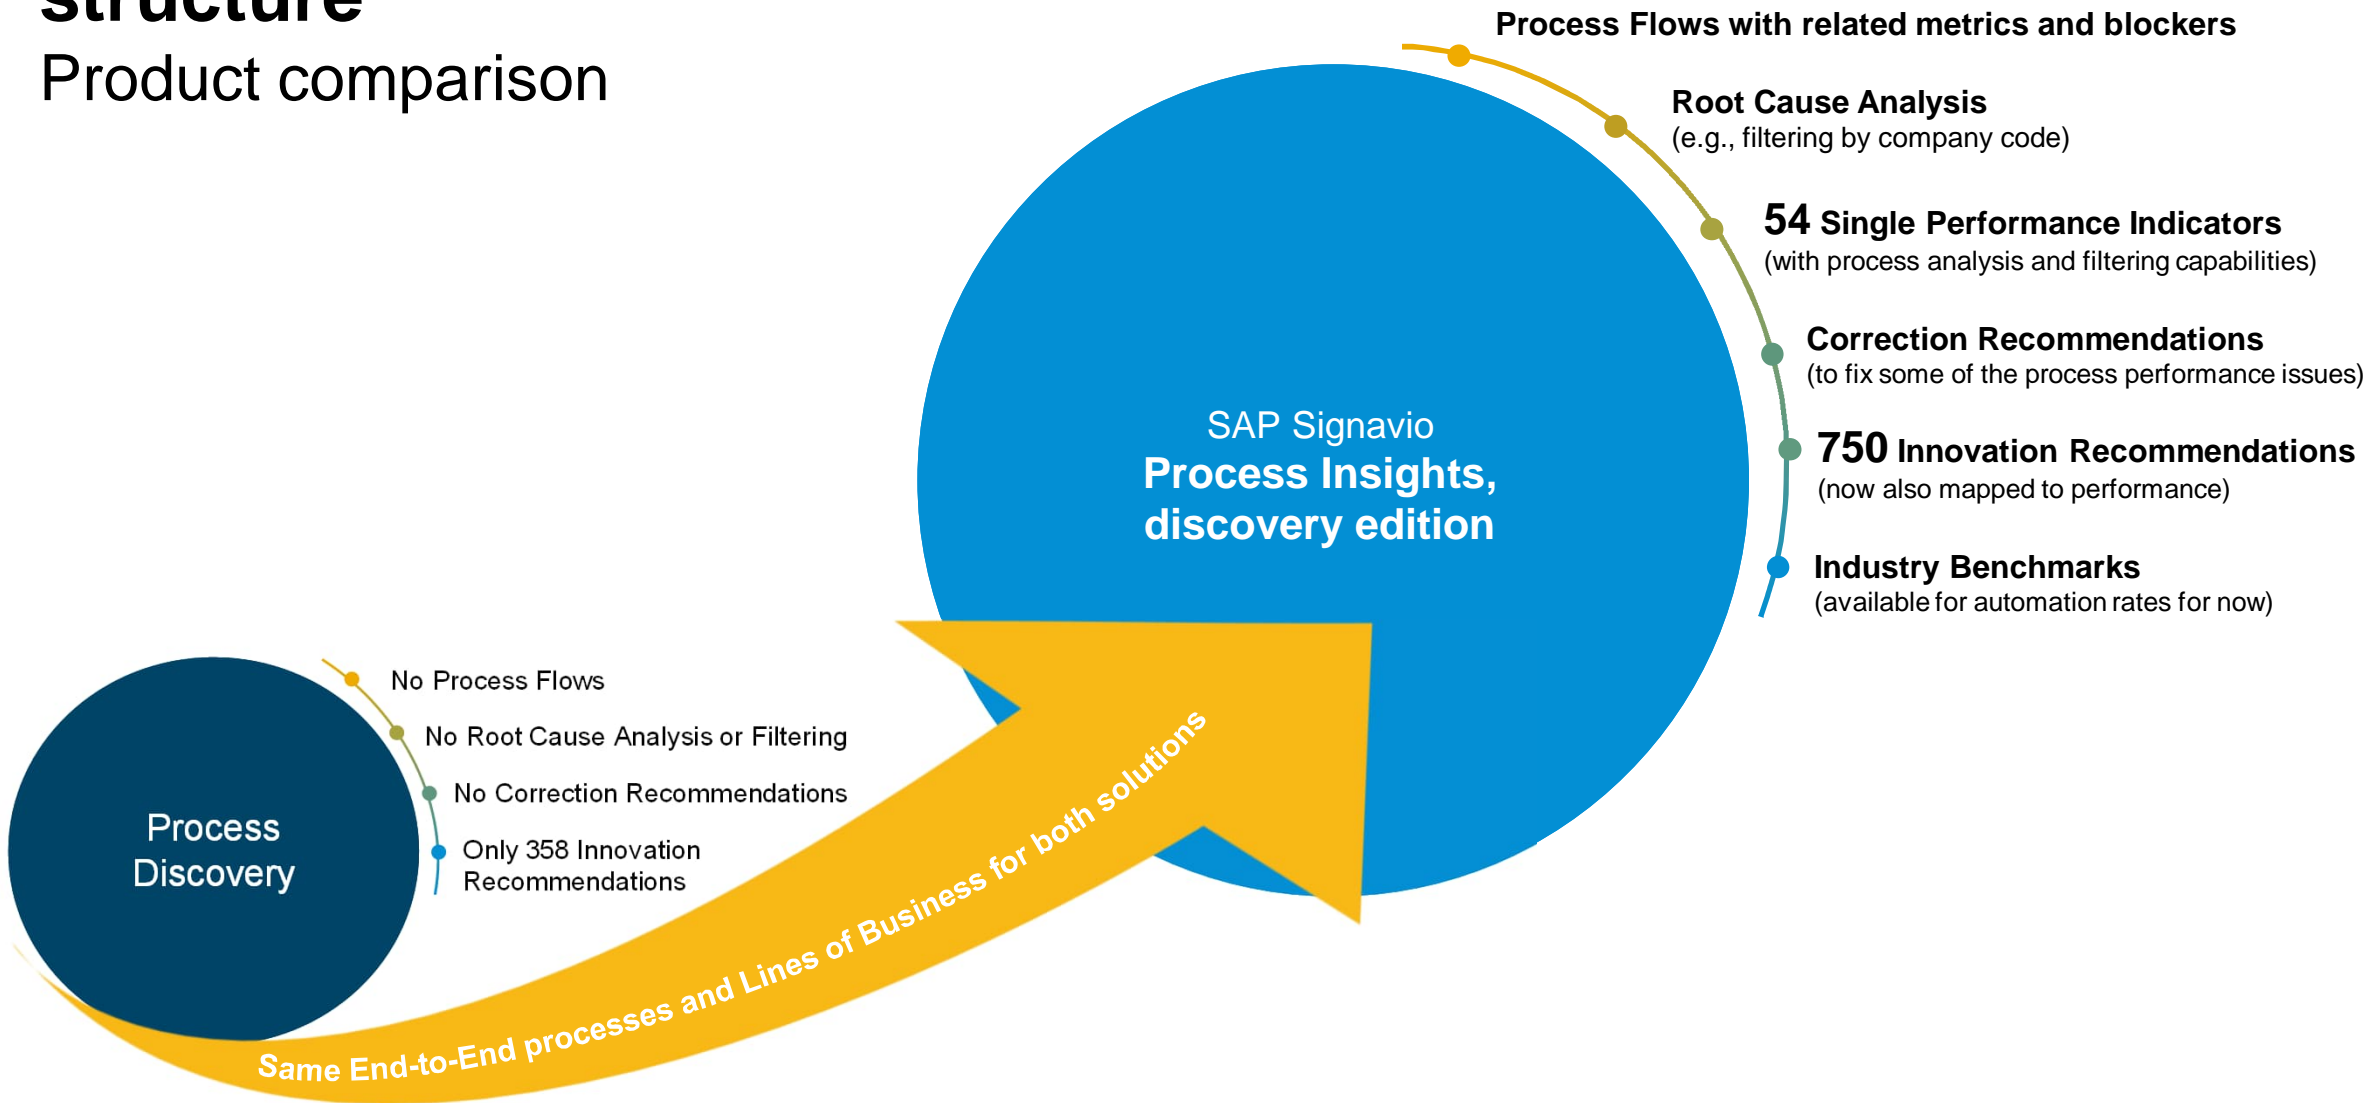 structure
Product comparison
Process Flows with related metrics and blockers
Root Cause Analysis
(e.g., filtering by company code)
54 Single Performance Indicators
(with process analysis and filtering capabilities)
Correction Recommendations
(to fix some of the process performance issues)
750 Innovation Recommendations
(now also mapped to performance)
Industry Benchmarks
(available for automation rates for now)
SAP Signavio
Process Insights,
discovery edition
No Process Flows
No Root Cause Analysis or Filtering
No Correction Recommendations
Only 358 Innovation
Recommendations
Process
Discovery
Same End-to-End processes and Lines of Business for both solutions